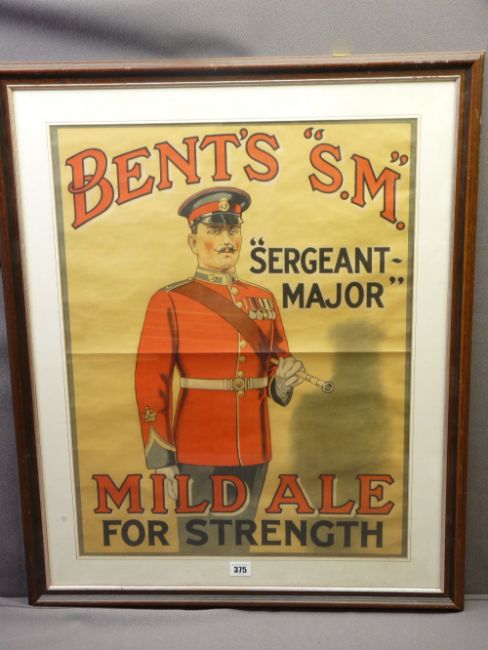 BENT'S "S.M".
"SERGEANT-
MAJOR"
MILD ALE
FOR STRENGTH
375